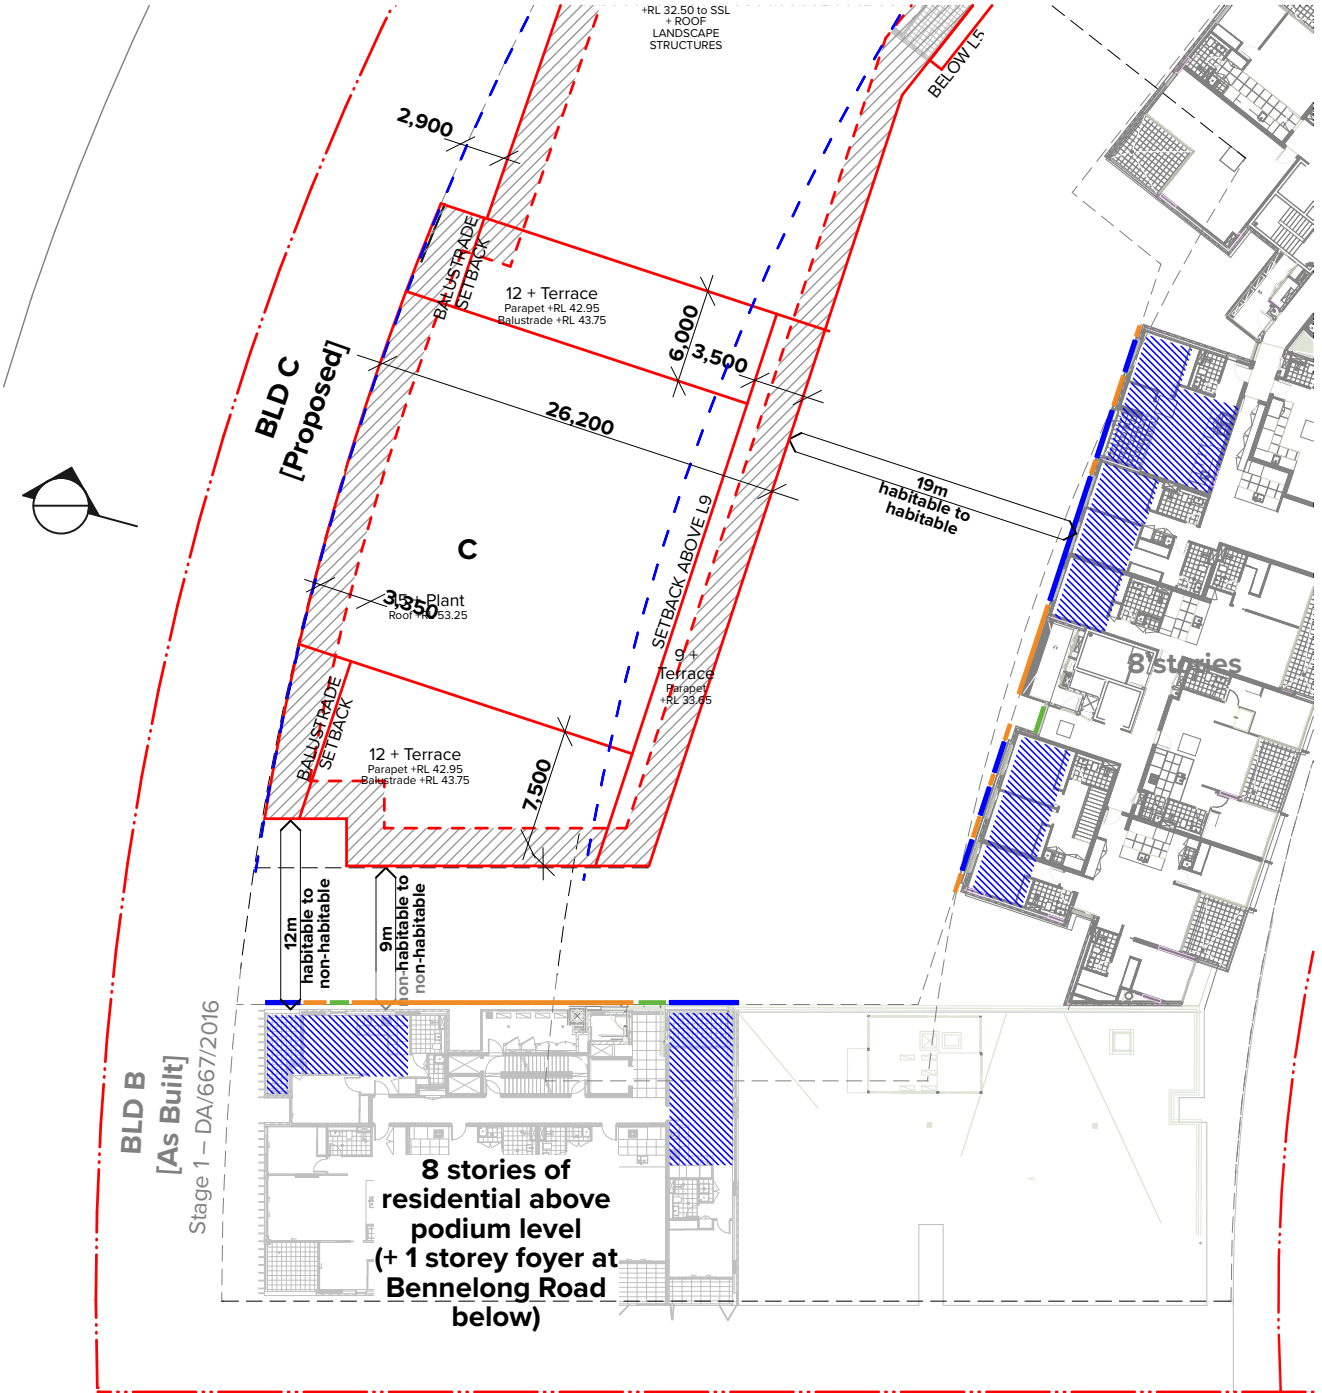 +RL 32.50 to SSL
+ ROOF
LANDSCAPE
STRUCTURES
BELOW L5
2,900
BALUSTRADE
SETBACK
12 + Terrace
Parapet +RL 42.95
Balustrade +RL 43.75
6,000
3,500
BLD C
[Proposed]
26,200
19m
habitable to
habitable
C
SETBACK ABOVE L9
3,350
15 + Plant
Roof +RL 53.25
9 +
Terrace
Parapet
+RL 33.65
8 stories
BALUSTRADE
SETBACK
12 + Terrace
Parapet +RL 42.95
Balustrade +RL 43.75
7,500
12m
habitable to
non-habitable
9m
non-habitable to
non-habitable
BLD B
[As Built]
Stage 1 – DA/667/2016
8 stories of
residential above
podium level
(+ 1 storey foyer at
Bennelong Road
below)